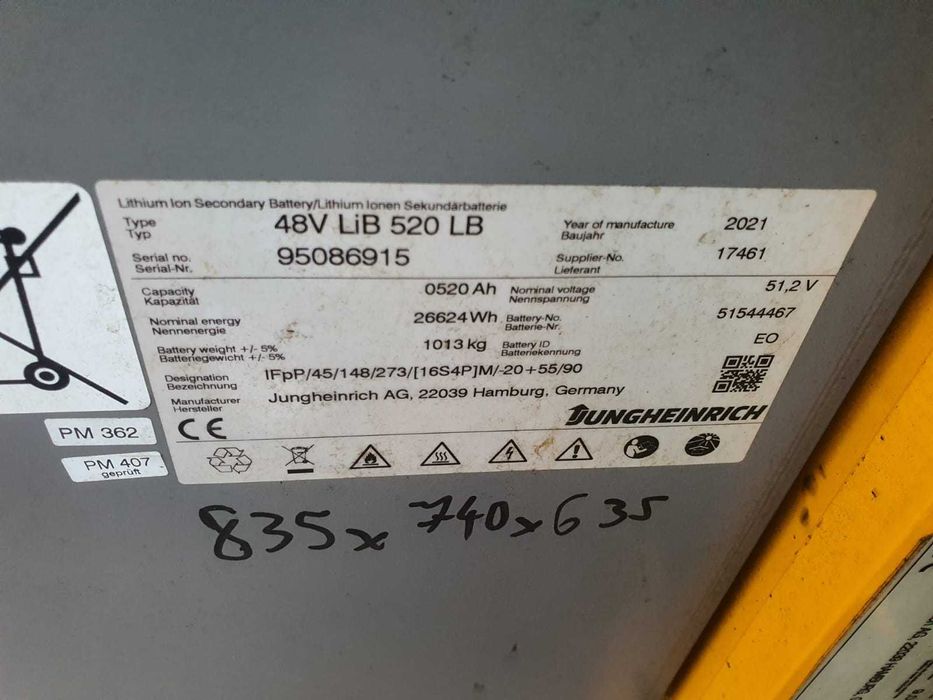 Lithium Ion Secondary Battery/Lithium Ionen Sekundärbatterie
Type
Typ
48V LiB 520 LB
Year of manufacture
Baujahr
2021
Serial no.
Serial-Nr.
95086915
Supplier-No.
Lieferant
17461
Capacity
Kapazität
0520 Ah
Nominal voltage
Nennspannung
51,2 V
Nominal energy
Nennenergie
26624 Wh
Battery-No.
Batterie-Nr.
51544467
Battery weight +/- 5%
Batteriegewicht +/- 5%
1013 kg
Battery ID
Batteriekennung
EO
Designation
Bezeichnung
IFpP/45/148/273/[16S4P]M/-20+55/90
Manufacturer
Hersteller
Jungheinrich AG, 22039 Hamburg, Germany
JUNGHEINRICH
CE
PM 362
PM 407
geprüft
835x740x635